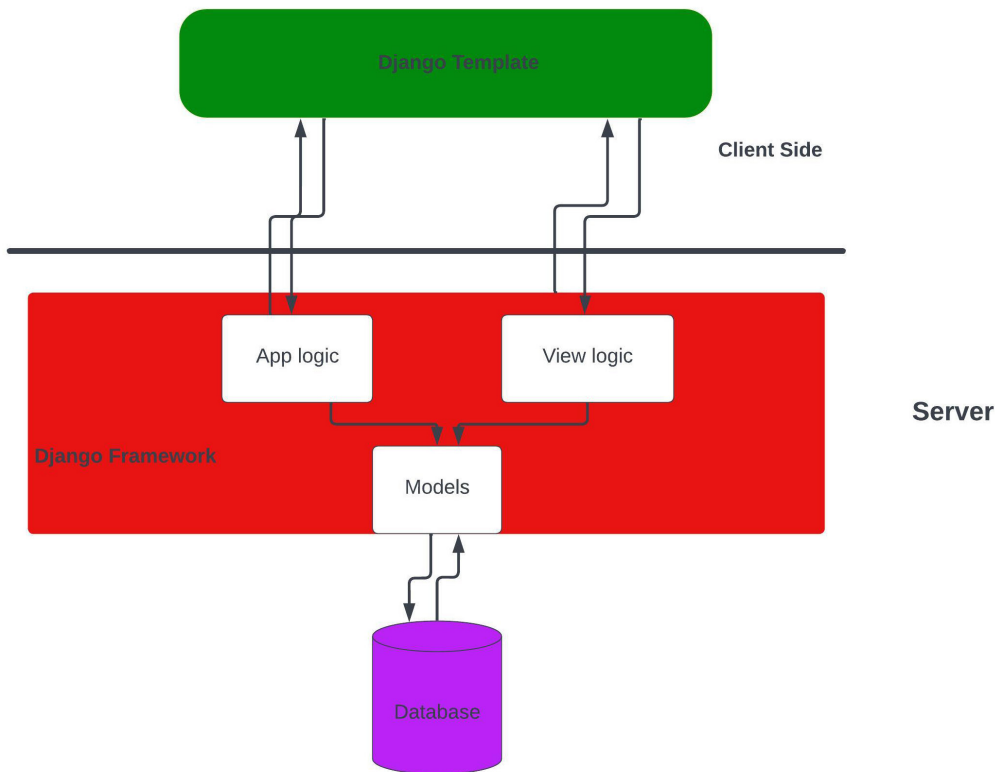 Django Template
Client Side
App logic
View logic
Server
Django Framework
Models
Database